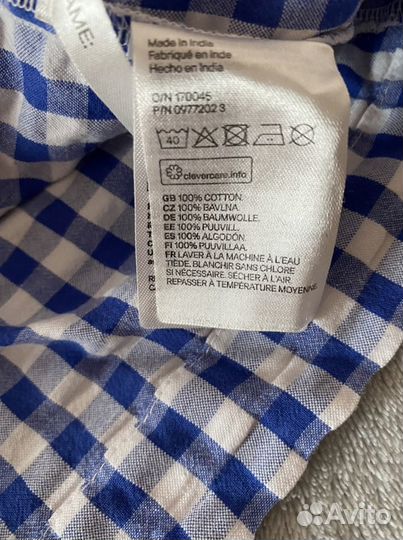 AME:
Made in India
Fabriqué en Inde
Hecho en India
O/N 170045
P/N 0977202 3
40
clevercare.info
GB 100% COTTON.
CZ 100% BAVLNA
DE 100% BAUMWOLLE.
EE 100% PUUVILL.
ES 100% ALGODÓN.
FI 100% PUUVILLAA.
FR LAVER À LA MACHINE À L'EAU
TIÈDE. BLANCHIR SANS CHLORE
SI NÉCESSAIRE. SÉCHER À L'AIR.
REPASSER À TEMPÉRATURE MOYENNE.
Avito